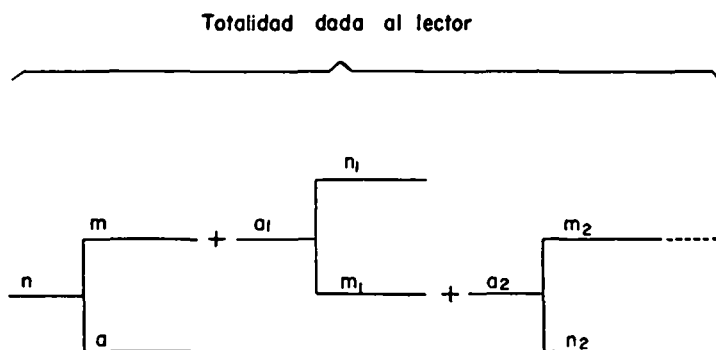 Totalidad dada al lector
n₁
m + a₁ m₂
n m₁ + a₂
a n₂